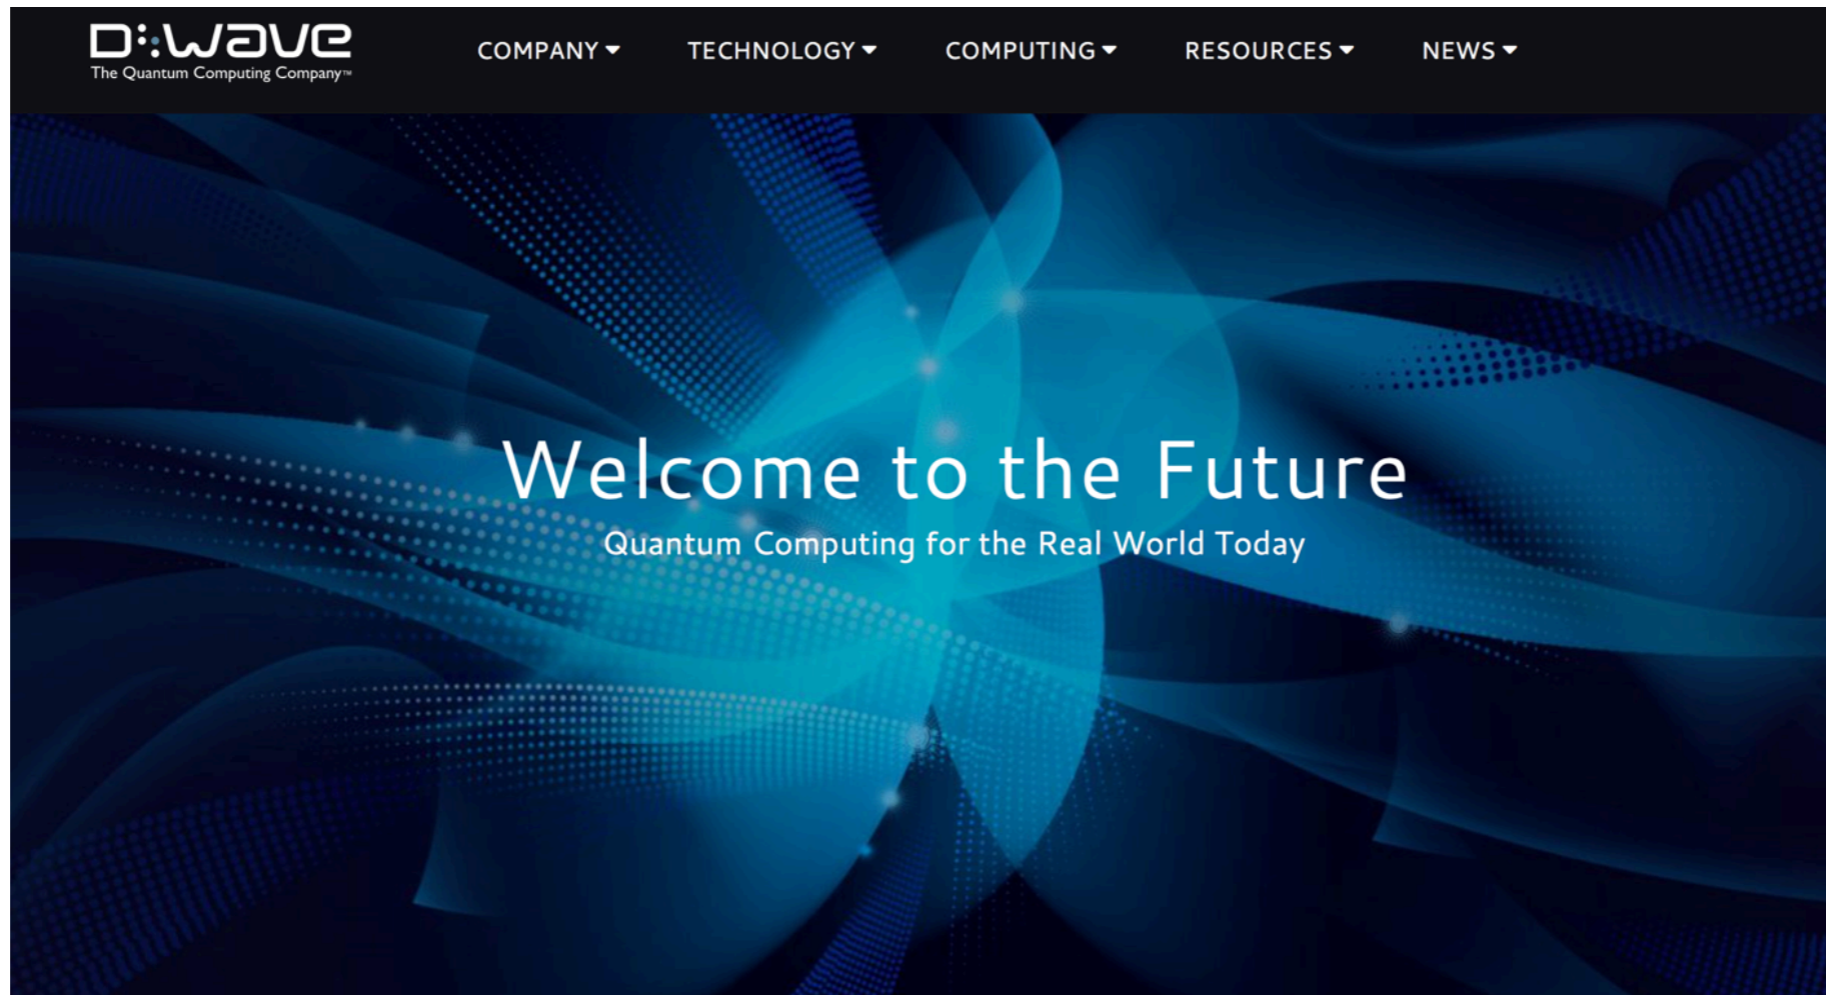 D:Wave
The Quantum Computing Company™
COMPANY TECHNOLOGY COMPUTING RESOURCES NEWS
Welcome to the Future
Quantum Computing for the Real World Today